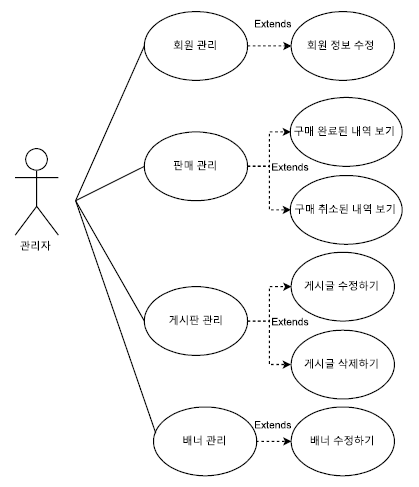 Extends
회원 관리
회원 정보 수정
구매 완료된 내역 보기
판매 관리
Extends
구매 취소된 내역 보기
관리자
게시글 수정하기
게시판 관리
Extends
게시글 삭제하기
Extends
배너 관리
배너 수정하기